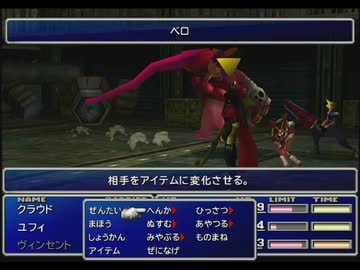 ベロ
相手をアイテムに変化させる。
NAME
LIMIT
TIME
クラウド
ユフィ
ヴィンセント
ぜんたい
へんか
ひっさつ
まほう
ぬすむ
あやつる
しょうかん
みやぶる
ものまね
アイテム
ぜになげ
9
4
3